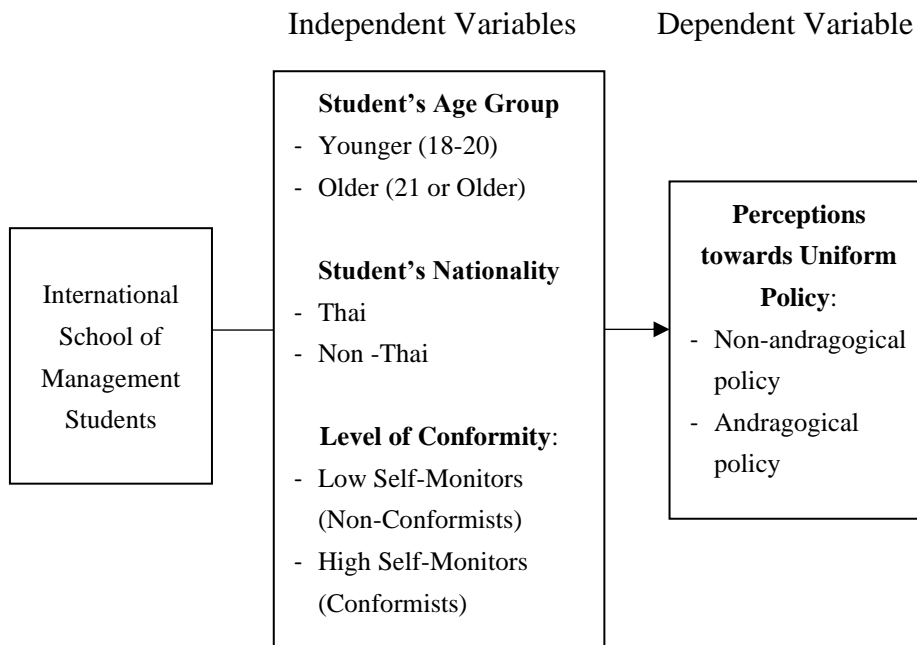 Independent Variables
Dependent Variable
International
School of
Management
Students
Student’s Age Group
- Younger (18-20)
- Older (21 or Older)
Student’s Nationality
- Thai
- Non -Thai
Level of Conformity:
- Low Self-Monitors
(Non-Conformists)
- High Self-Monitors
(Conformists)
Perceptions
towards Uniform
Policy:
- Non-andragogical
policy
- Andragogical
policy